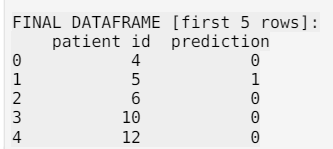 FINAL DATAFRAME [first 5 rows]:
patient id prediction
0 4 0
1 5 1
2 6 0
3 10 0
4 12 0